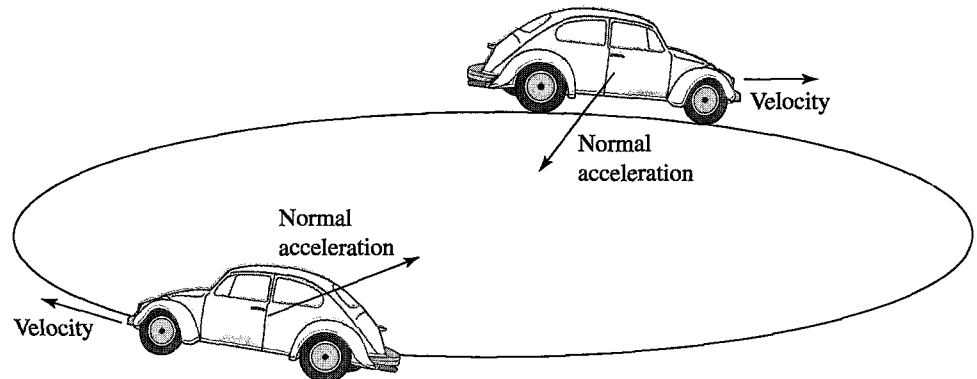 Velocity
Normal
acceleration
Normal
acceleration
Velocity